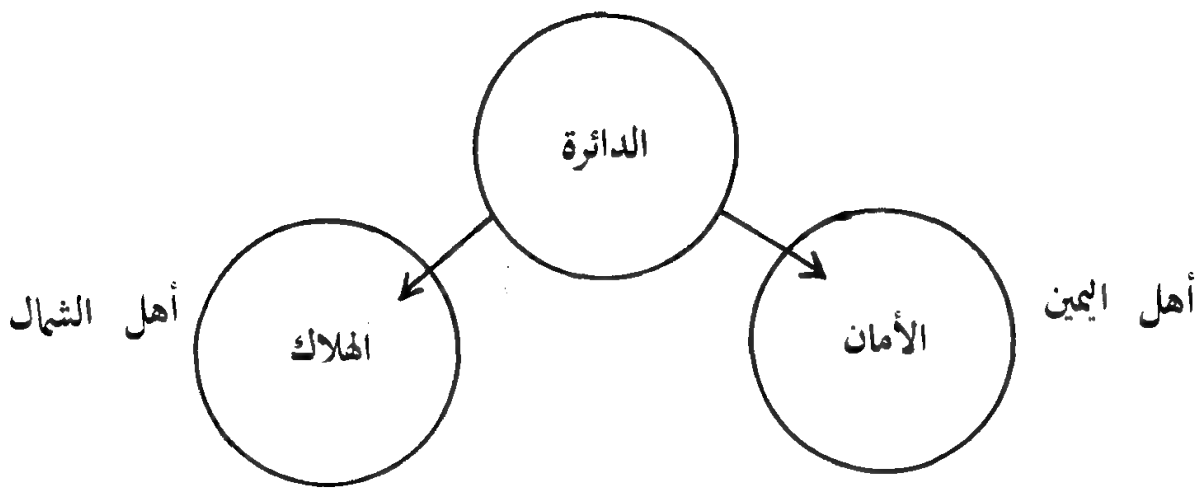 الدائرة
أهل اليمين
الأمان
الهلاك
أهل الشمال